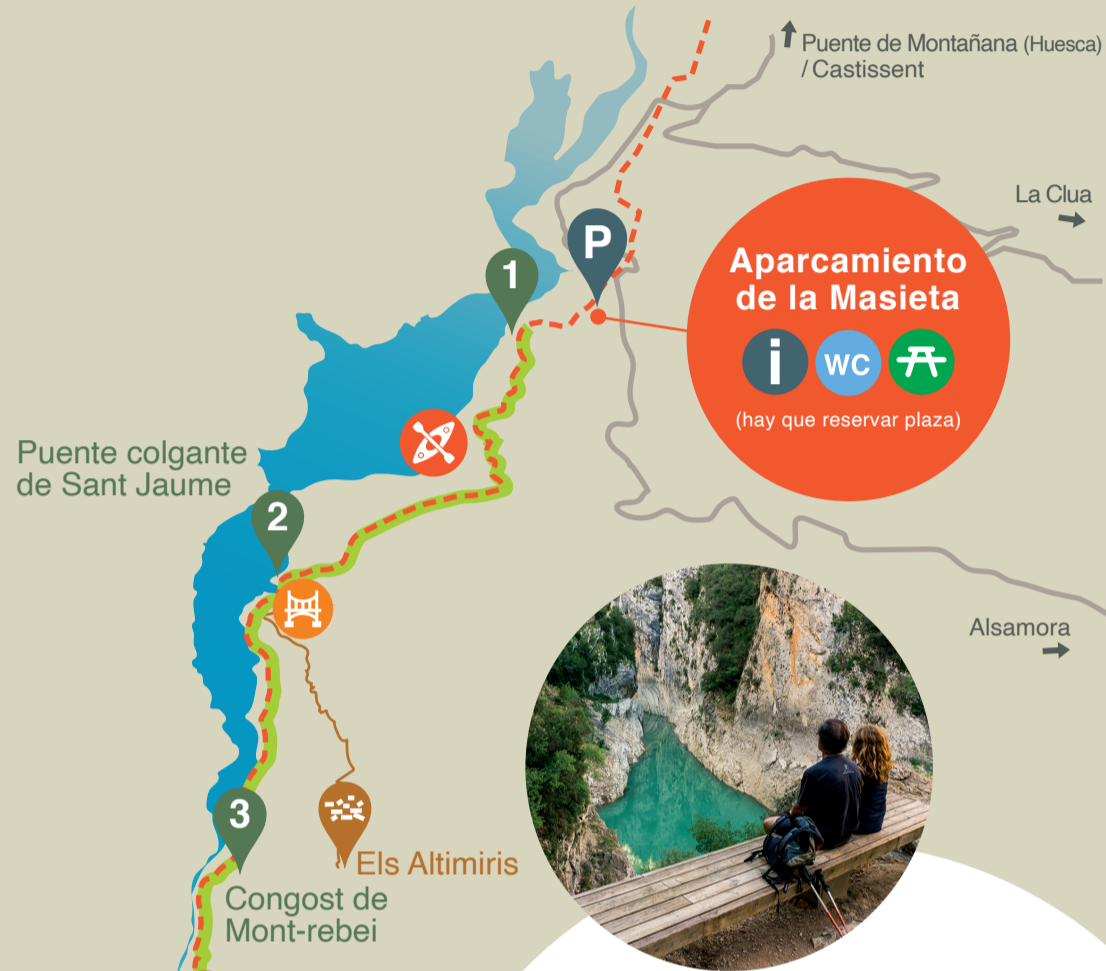 Puente de Montañana (Huesca)
/ Castissent
La Clua
P
1
Aparcamiento
de la Masieta
i
WC
(hay que reservar plaza)
Puente colgante
de Sant Jaume
2
Alsamora
3
Els Altimiris
Congost de
Mont-rebei